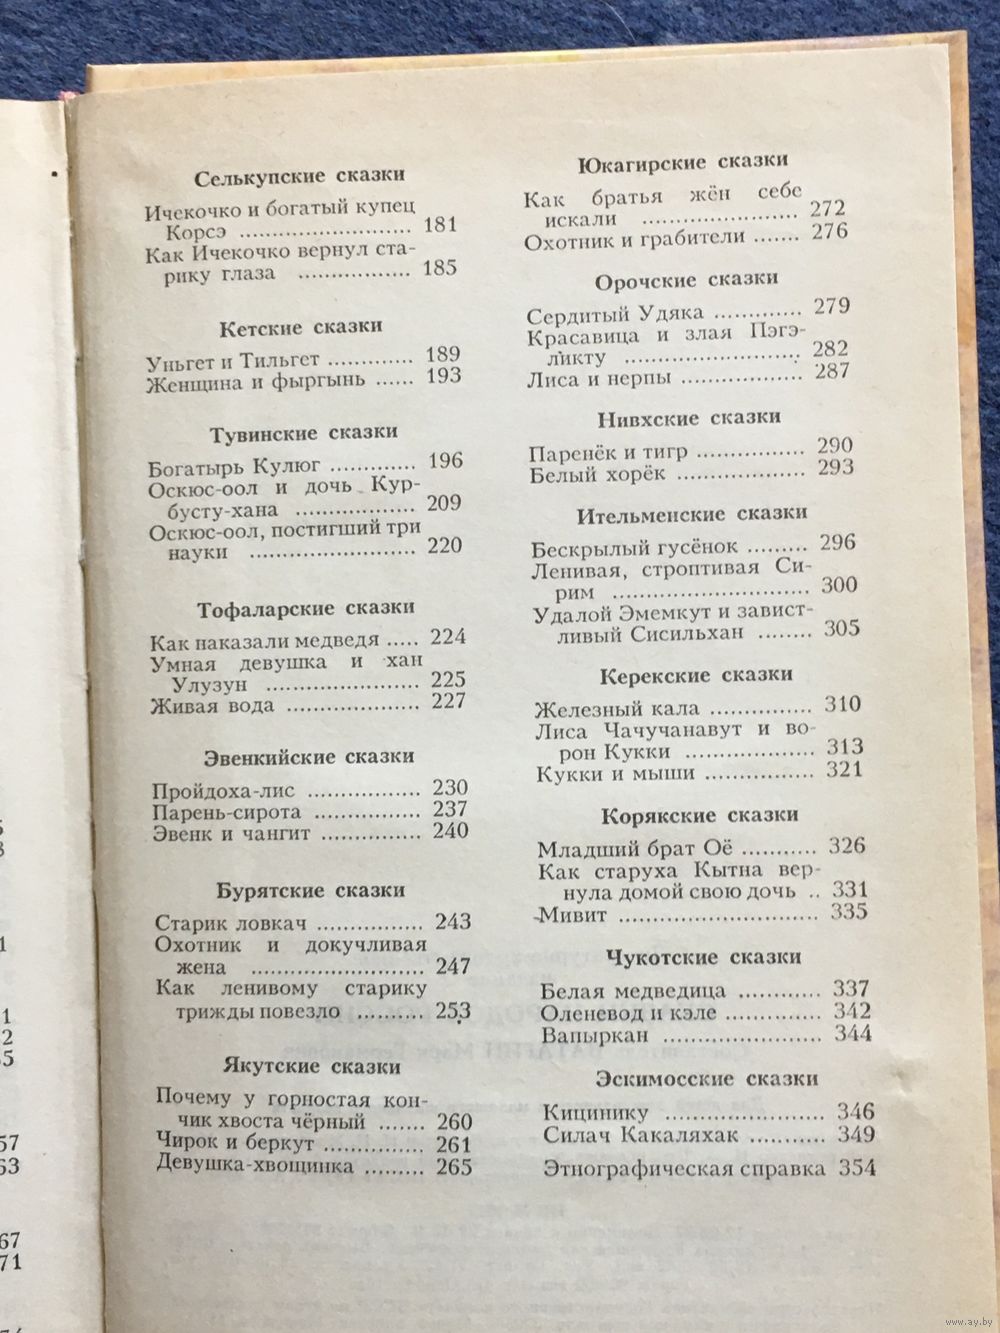 Селькупские сказки
Ичекочко и богатый купец
Корсэ .......................... 181
Как Ичекочко вернул ста-
рику глаза ................. 185
Кетские сказки
Уньгет и Тильгет ............. 189
Женщина и фыргынь ...... 193
Тувинские сказки
Богатырь Кулюг ............. 196
Оскюс-оол и дочь Кур-
бусту-хана .................. 209
Оскюс-оол, постигший три
науки ......................... 220
Тофаларские сказки
Как наказали медведя ..... 224
Умная девушка и хан
Улузун ....................... 225
Живая вода .................... 227
Эвенкийские сказки
Пройдоха-лис ................. 230
Парень-сирота ................ 237
Эвенк и чангит ............... 240
Бурятские сказки
Старик ловкач ................ 243
Охотник и докучливая
жена .......................... 247
Как ленивому старику
трижды повезло .......... 253
Якутские сказки
Почему у горностая кон-
чик хвоста чёрный ....... 260
Чирок и беркут ............... 261
Девушка-хвощинка ......... 265
Юкагирские сказки
Как братья жён себе
искали ....................... 272
Охотник и грабители ....... 276
Орочские сказки
Сердитый Удяка ............. 279
Красавица и злая Пэгэ-
ликту .......................... 282
Лиса и нерпы .................. 287
Нивхские сказки
Паренёк и тигр ................ 290
Белый хорёк ................... 293
Ительменские сказки
Бескрылый гусёнок ......... 296
Ленивая, строптивая Си-
рим ............................. 300
Удалой Эмемкут и завист-
ливый Сисильхан ........ 305
Керекские сказки
Железный кала ............... 310
Лиса Чачучанавут и во-
рон Кукки ................... 313
Кукки и мыши ................ 321
Корякские сказки
Младший брат Оё ........... 326
Как старуха Кытна вер-
нула домой свою дочь .. 331
Мивит .............................. 335
Чукотские сказки
Белая медведица ............ 337
Оленевод и кэле .............. 342
Вапыркан ....................... 344
Эскимосские сказки
Кицинику ....................... 346
Силач Какаляхак ........... 349
Этнографическая справка 354
1
1
2
57
67
71
www.ay.by